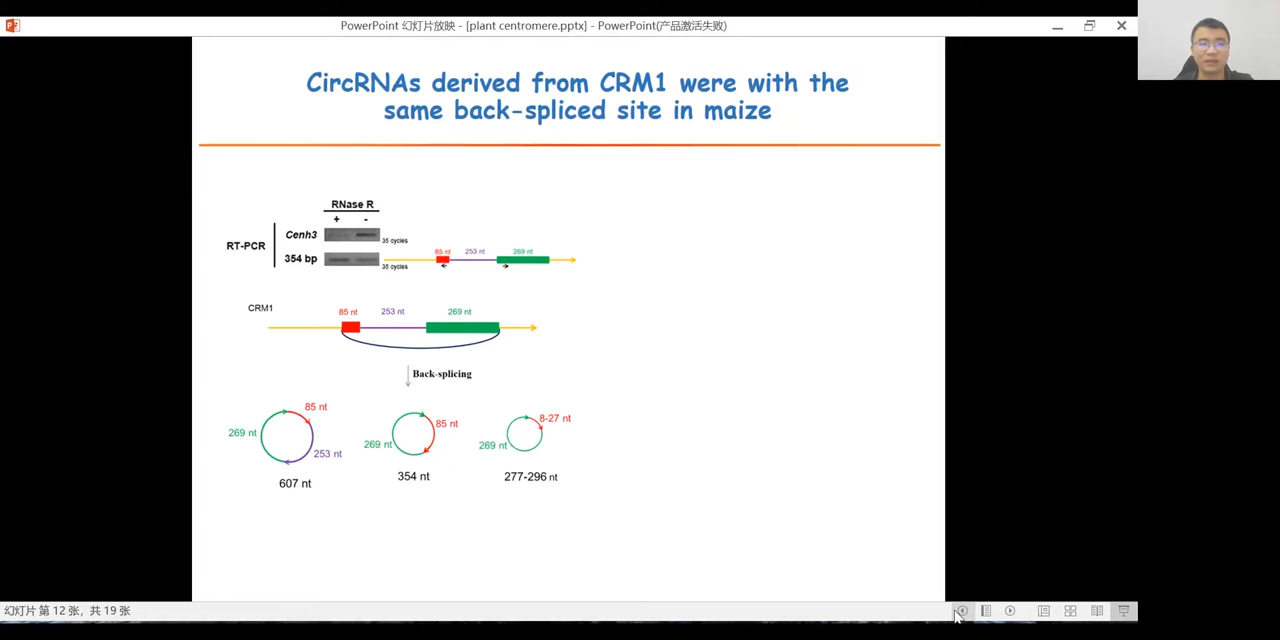 PowerPoint 幻灯片放映 - [plant centromere.pptx] - PowerPoint(产品激活失败)
CircRNAs derived from CRM1 were with the
same back-spliced site in maize
RNase R
+ -
RT-PCR
Cenh3
35 cycles
354 bp
35 cycles
85 nt 253 nt 269 nt
CRM1
85 nt 253 nt 269 nt
Back-splicing
269 nt 85 nt 253 nt
607 nt
269 nt 85 nt
354 nt
269 nt 8-27 nt
277-296 nt
幻灯片 第 12 张，共 19 张